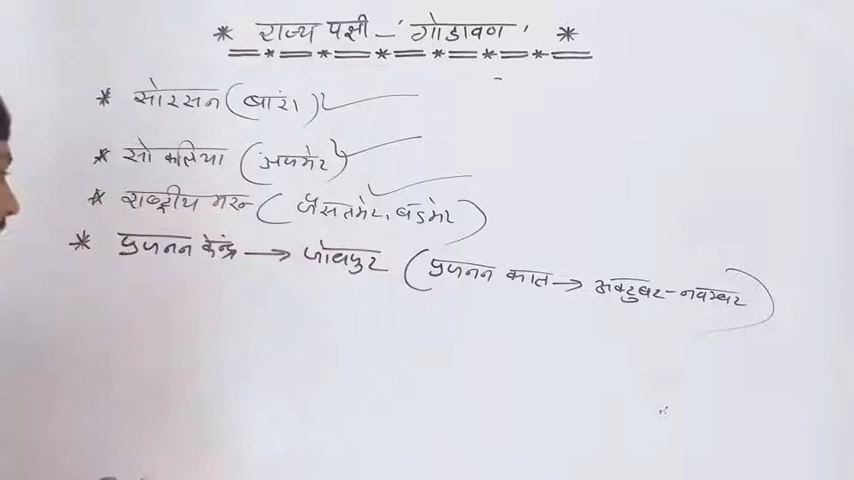 * राज्य पक्षी - 'गोडावण' *
* सोरसन (बारां)
* सोकलिया (अजमेर)
* राष्ट्रीय मरु (जैसलमेर, बाड़मेर)
* प्रजनन केन्द्र → जोधपुर (प्रजनन काल → अक्टुबर-नवम्बर)